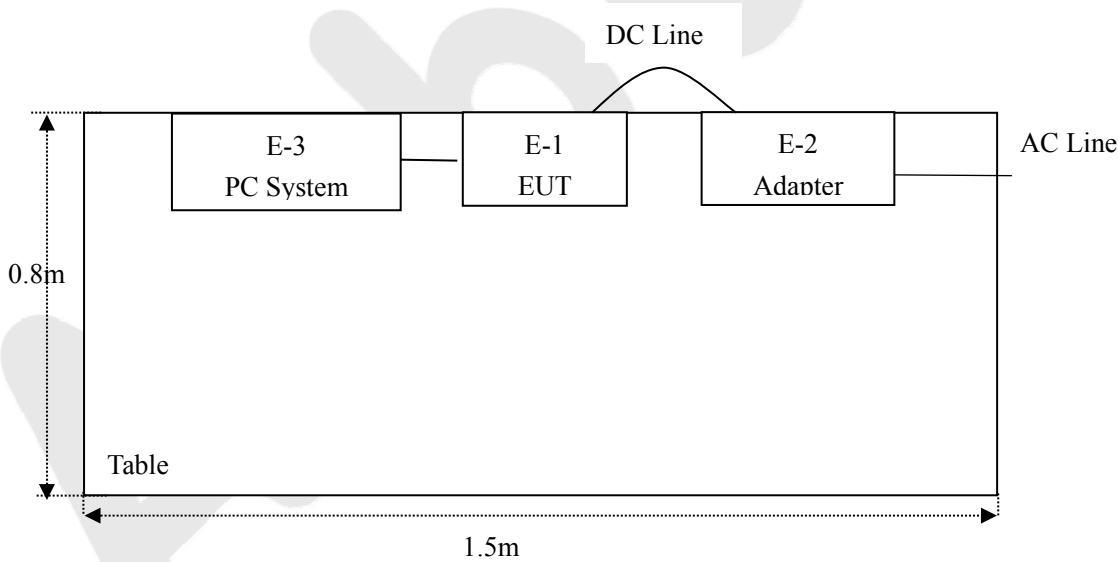 DC Line
E-3
PC System
E-1
EUT
E-2
Adapter
AC Line
0.8m
Table
1.5m